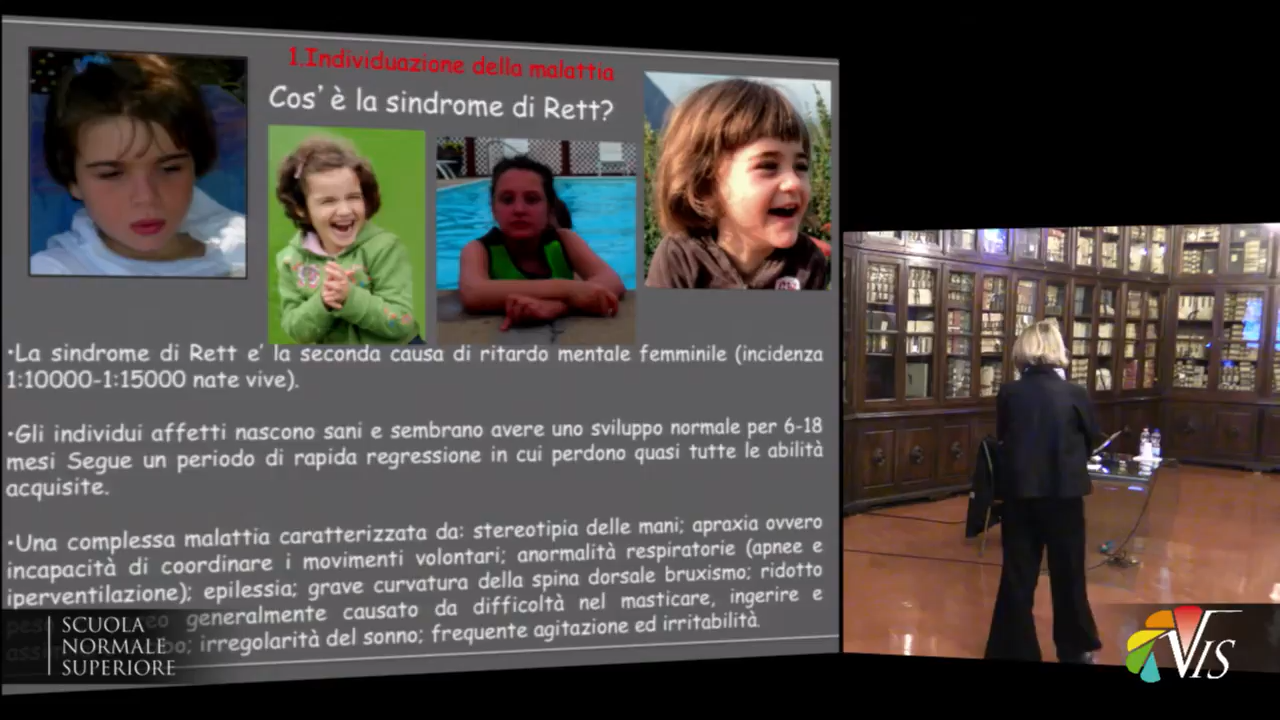 1.Individuazione della malattia
Cos' è la sindrome di Rett?
•La sindrome di Rett e' la seconda causa di ritardo mentale femminile (incidenza
1:10000-1:15000 nate vive).
•Gli individui affetti nascono sani e sembrano avere uno sviluppo normale per 6-18
mesi Segue un periodo di rapida regressione in cui perdono quasi tutte le abilità
acquisite.
•Una complessa malattia caratterizzata da: stereotipia delle mani; apraxia ovvero
incapacità di coordinare i movimenti volontari; anormalità respiratorie (apnee e
iperventilazione); epilessia; grave curvatura della spina dorsale bruxismo; ridotto
generalmente causato da difficoltà nel masticare, ingerire e
irregolarità del sonno; frequente agitazione ed irritabilità.
SCUOLA
NORMALE
SUPERIORE
VIS